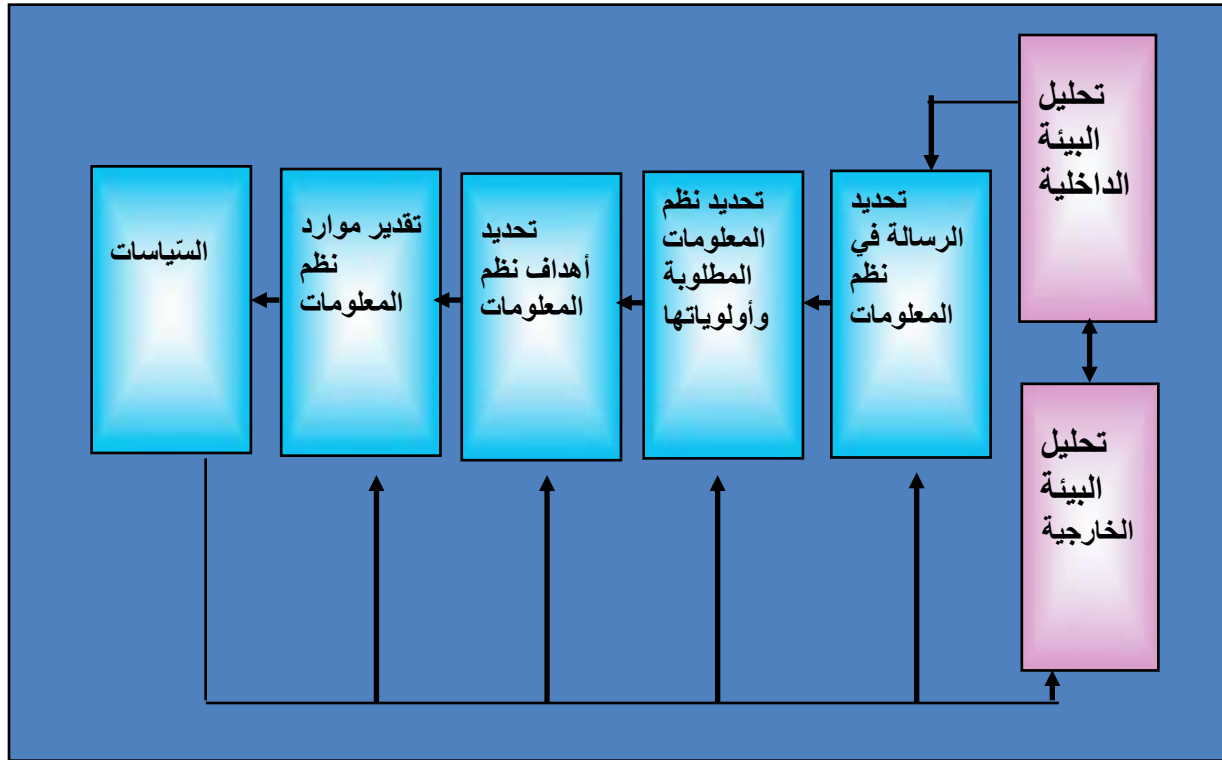 تحليل
البيئة
الداخلية
تحليل
البيئة
الخارجية
تحديد
الرسالة في
نظم
المعلومات
تحديد نظم
المعلومات
المطلوبة
وأولوياتها
تحديد
أهداف نظم
المعلومات
تقدير موارد
نظم
المعلومات
السّياسات